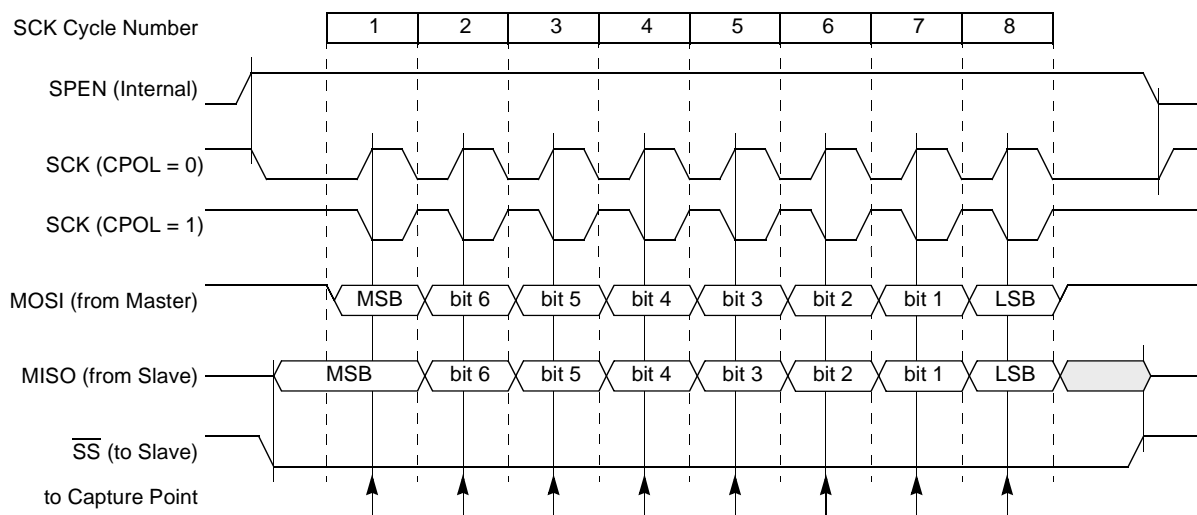 SCK Cycle Number 1 2 3 4 5 6 7 8
SPEN (Internal)
SCK (CPOL = 0)
SCK (CPOL = 1)
MOSI (from Master) MSB bit 6 bit 5 bit 4 bit 3 bit 2 bit 1 LSB
MISO (from Slave) MSB bit 6 bit 5 bit 4 bit 3 bit 2 bit 1 LSB
SS (to Slave)
to Capture Point